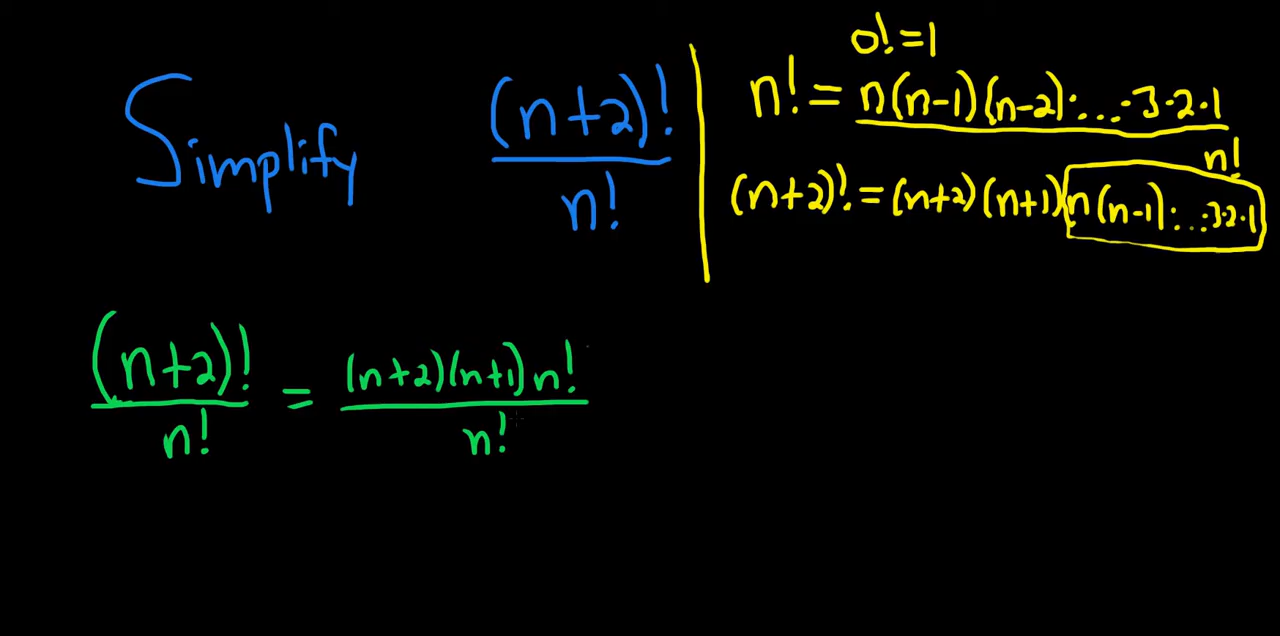 Simplify (n+2)!/n!
0! = 1
n! = n(n-1)(n-2)·...·3·2·1
n!
(n+2)! = (n+2)(n+1)n(n-1)·...·3·2·1
(n+2)!/n! = (n+2)(n+1)n!/n!